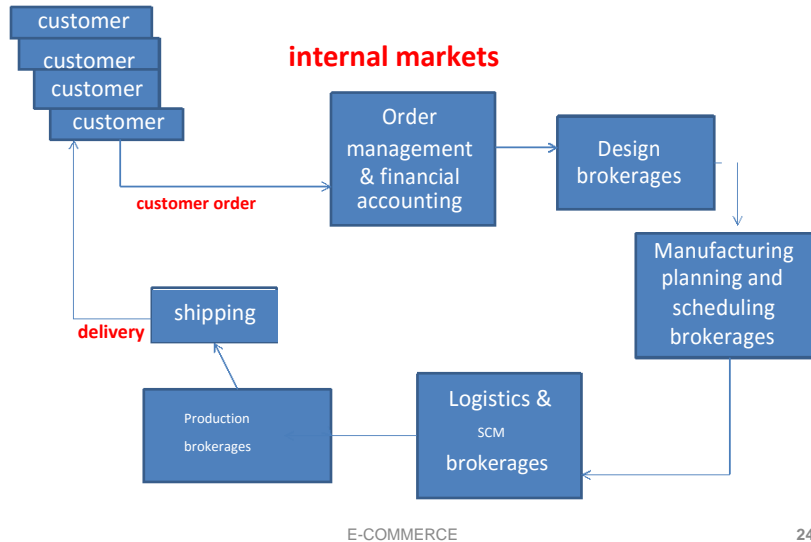 customer
customer
customer
customer
internal markets
Order
management
& financial
accounting
Design
brokerages
customer order
Manufacturing
planning and
scheduling
brokerages
shipping
delivery
Logistics &
SCM
brokerages
Production
brokerages
E-COMMERCE
24